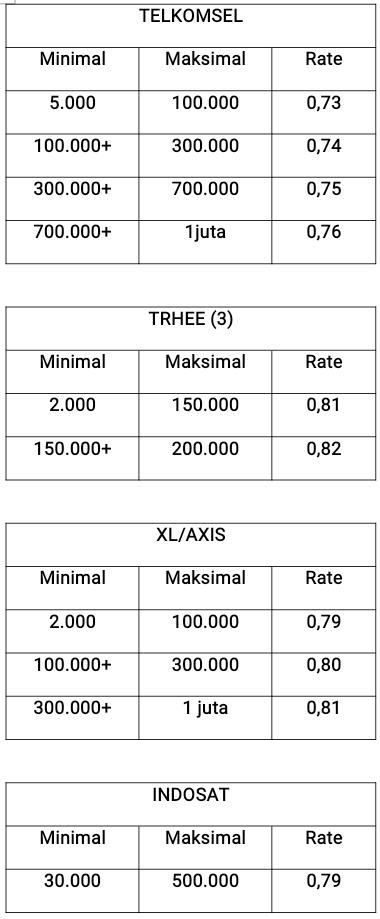 TELKOMSEL
Minimal Maksimal Rate
5.000 100.000 0,73
100.000+ 300.000 0,74
300.000+ 700.000 0,75
700.000+ 1juta 0,76
TRHEE (3)
Minimal Maksimal Rate
2.000 150.000 0,81
150.000+ 200.000 0,82
XL/AXIS
Minimal Maksimal Rate
2.000 100.000 0,79
100.000+ 300.000 0,80
300.000+ 1 juta 0,81
INDOSAT
Minimal Maksimal Rate
30.000 500.000 0,79